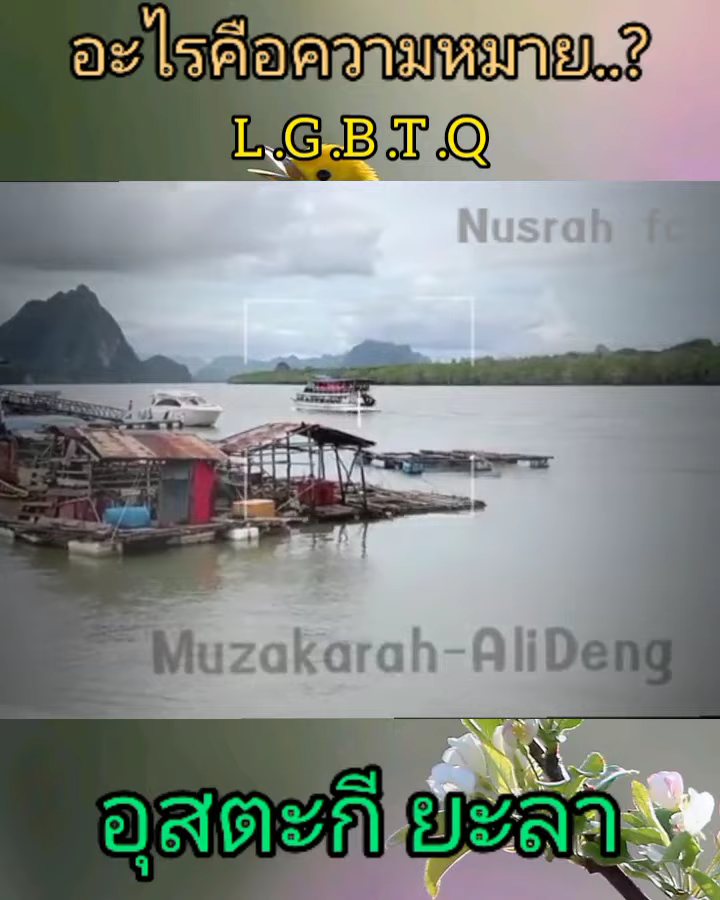 อะไรคือความหมาย..?
L.G.B.T.Q
Nusrah fc
Muzakarah-AliDeng
อุสตะกี ยะลา